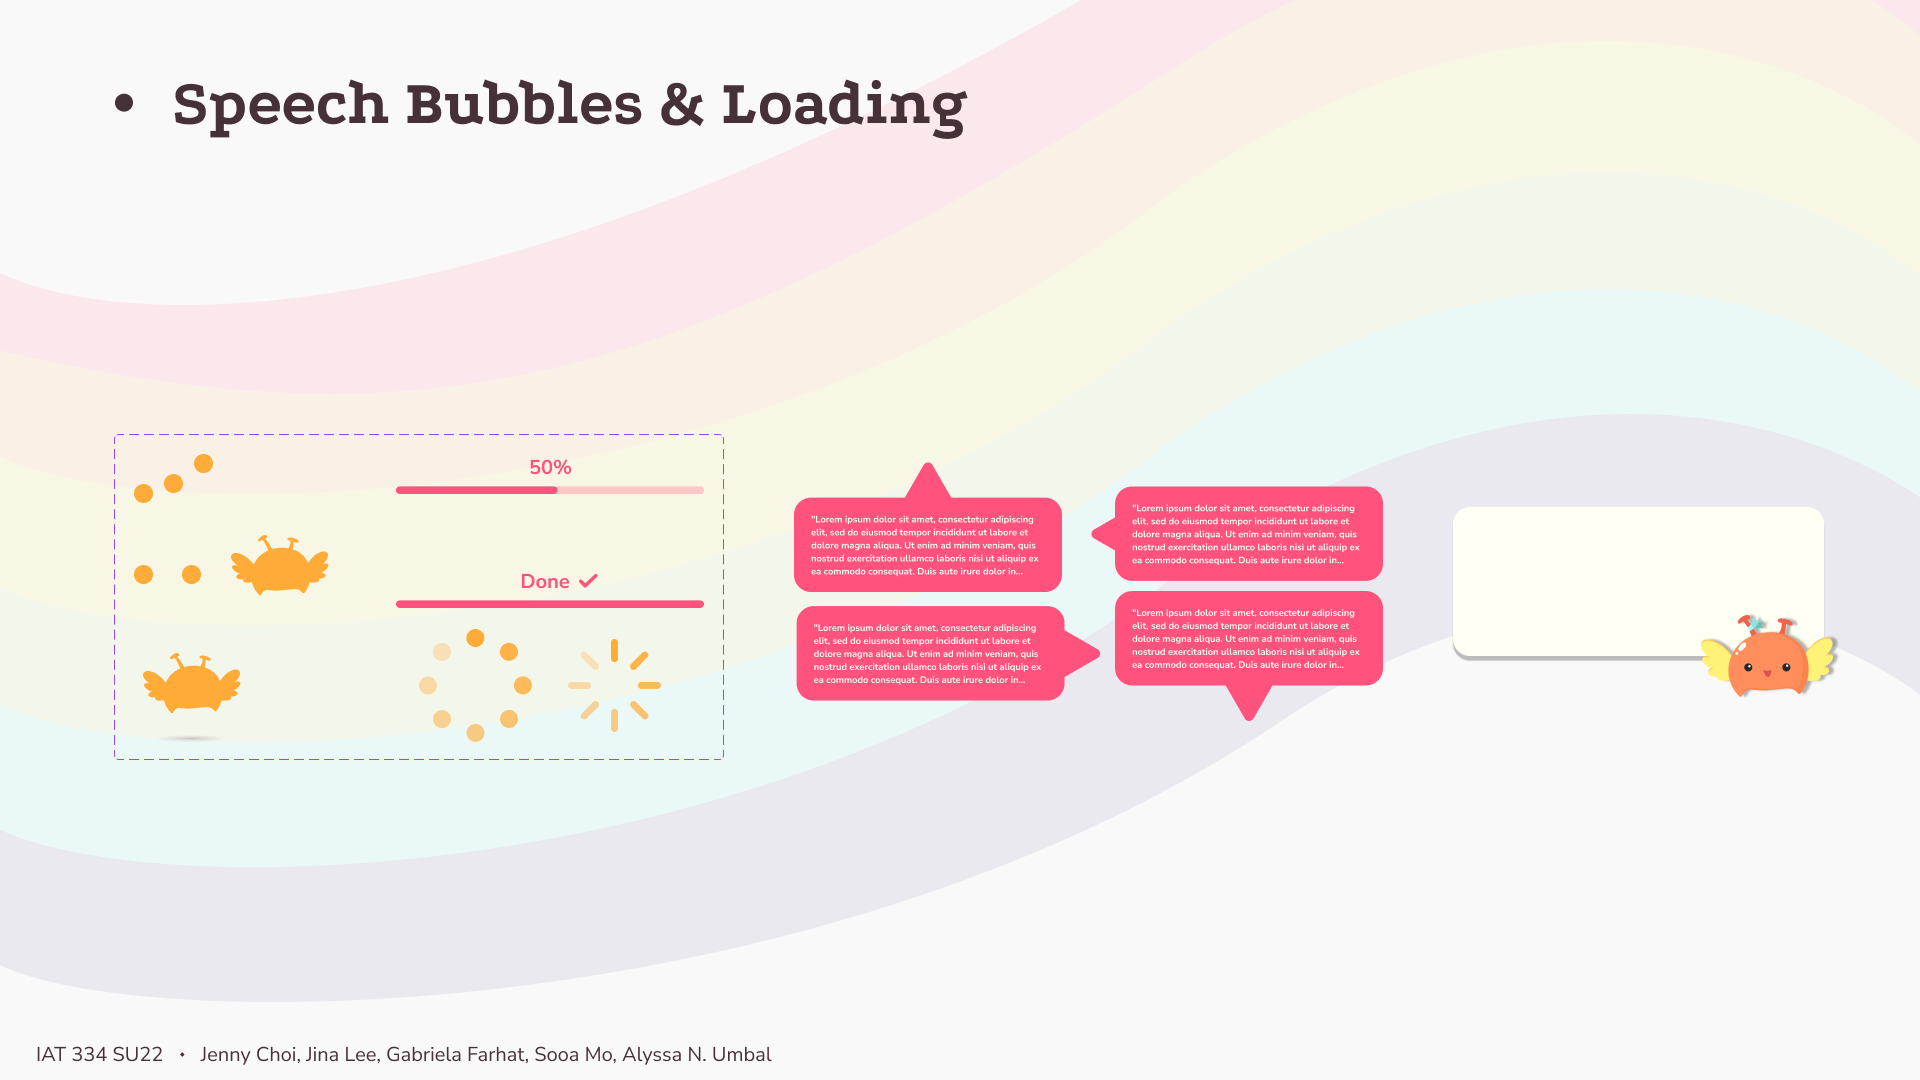 • Speech Bubbles & Loading
50%
Done
"Lorem ipsum dolor sit amet, consectetur adipiscing
elit, sed do eiusmod tempor incididunt ut labore et
dolore magna aliqua. Ut enim ad minim veniam, quis
nostrud exercitation ullamco laboris nisi ut aliquip ex
ea commodo consequat. Duis aute irure dolor in...
"Lorem ipsum dolor sit amet, consectetur adipiscing
elit, sed do eiusmod tempor incididunt ut labore et
dolore magna aliqua. Ut enim ad minim veniam, quis
nostrud exercitation ullamco laboris nisi ut aliquip ex
ea commodo consequat. Duis aute irure dolor in...
"Lorem ipsum dolor sit amet, consectetur adipiscing
elit, sed do eiusmod tempor incididunt ut labore et
dolore magna aliqua. Ut enim ad minim veniam, quis
nostrud exercitation ullamco laboris nisi ut aliquip ex
ea commodo consequat. Duis aute irure dolor in...
"Lorem ipsum dolor sit amet, consectetur adipiscing
elit, sed do eiusmod tempor incididunt ut labore et
dolore magna aliqua. Ut enim ad minim veniam, quis
nostrud exercitation ullamco laboris nisi ut aliquip ex
ea commodo consequat. Duis aute irure dolor in...
IAT 334 SU22 • Jenny Choi, Jina Lee, Gabriela Farhat, Sooa Mo, Alyssa N. Umbal